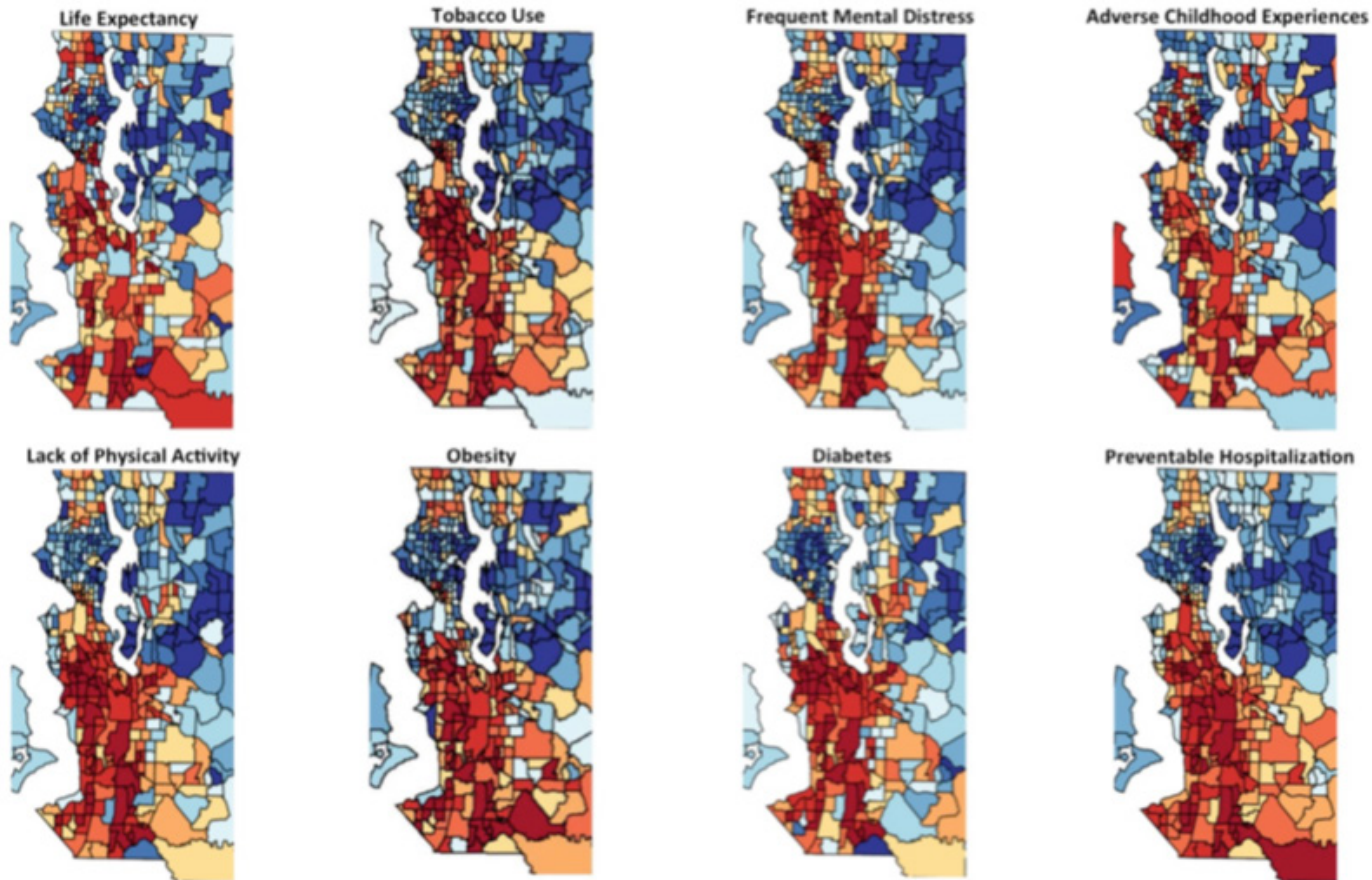 Life Expectancy
Tobacco Use
Frequent Mental Distress
Adverse Childhood Experiences
Lack of Physical Activity
Obesity
Diabetes
Preventable Hospitalization